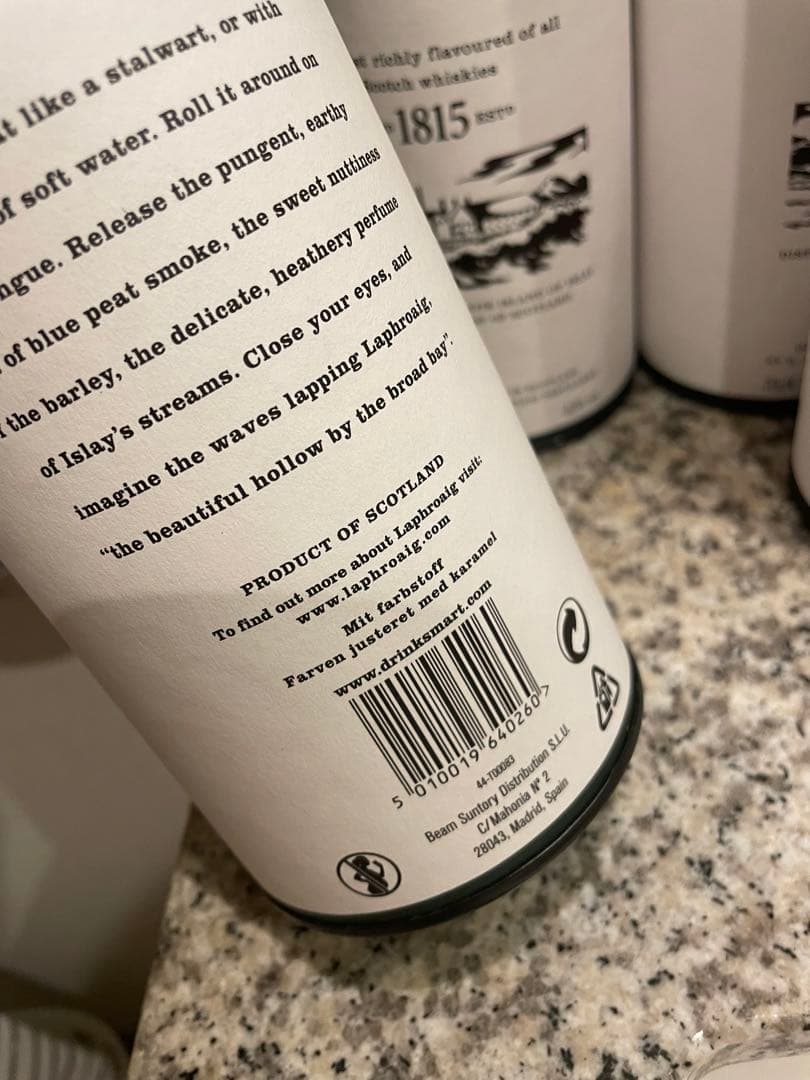 like a stalwart, or with
of soft water. Roll it around on
Release the pungent, earthy
of blue peat smoke, the sweet nuttiness
the barley, the delicate, heathery perfume
of Islay's streams. Close your eyes, and
imagine the waves lapping Laphroaig,
"the beautiful hollow by the broad bay".
PRODUCT OF SCOTLAND
To find out more about Laphroaig visit:
www.laphroaig.com
Mit farbstoff
Farven justeret med karamel
www.drinksmart.com
5 010019 640260 >
44-T00083
Beam Suntory Distribution S.L.U.
C/Mahonia Nº 2
28043, Madrid, Spain
richly flavoured of all
Scotch whiskies
1815 ESTD